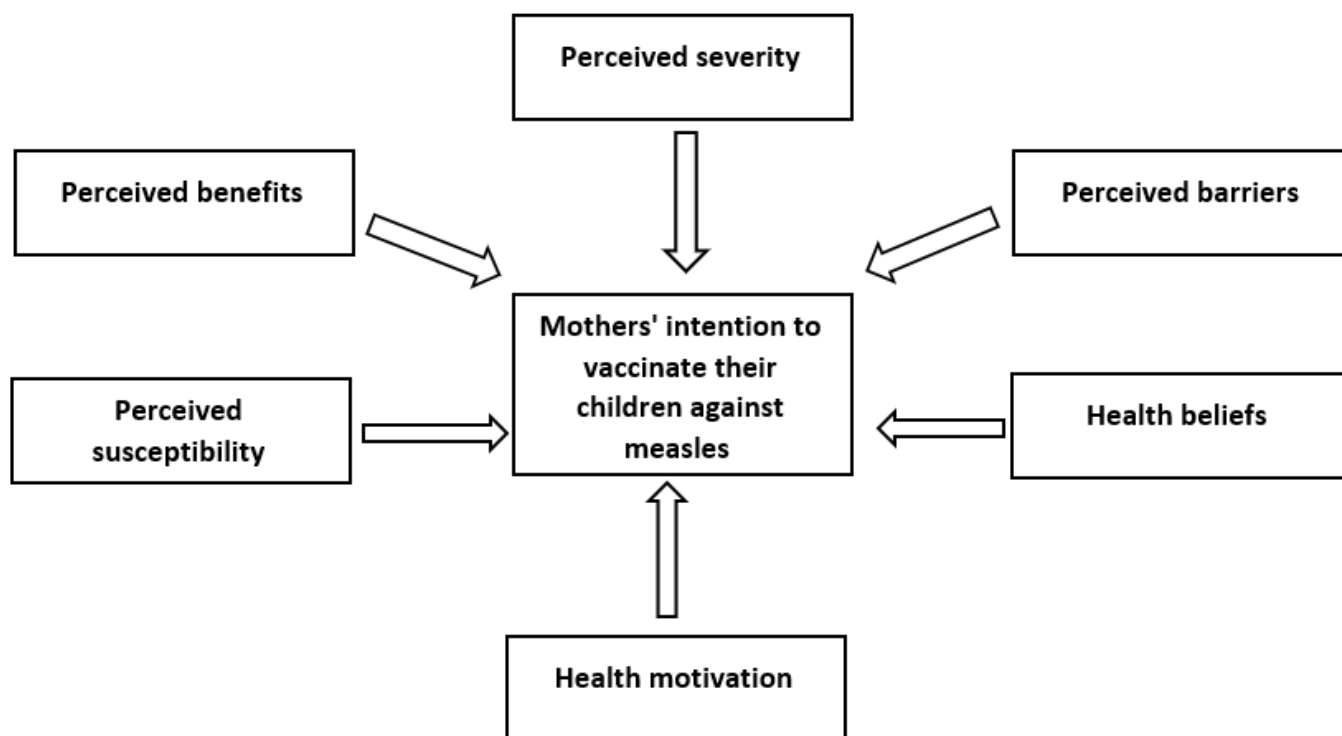 Perceived severity
Perceived benefits
Perceived barriers
Mothers' intention to
vaccinate their
children against
measles
Perceived
susceptibility
Health beliefs
Health motivation